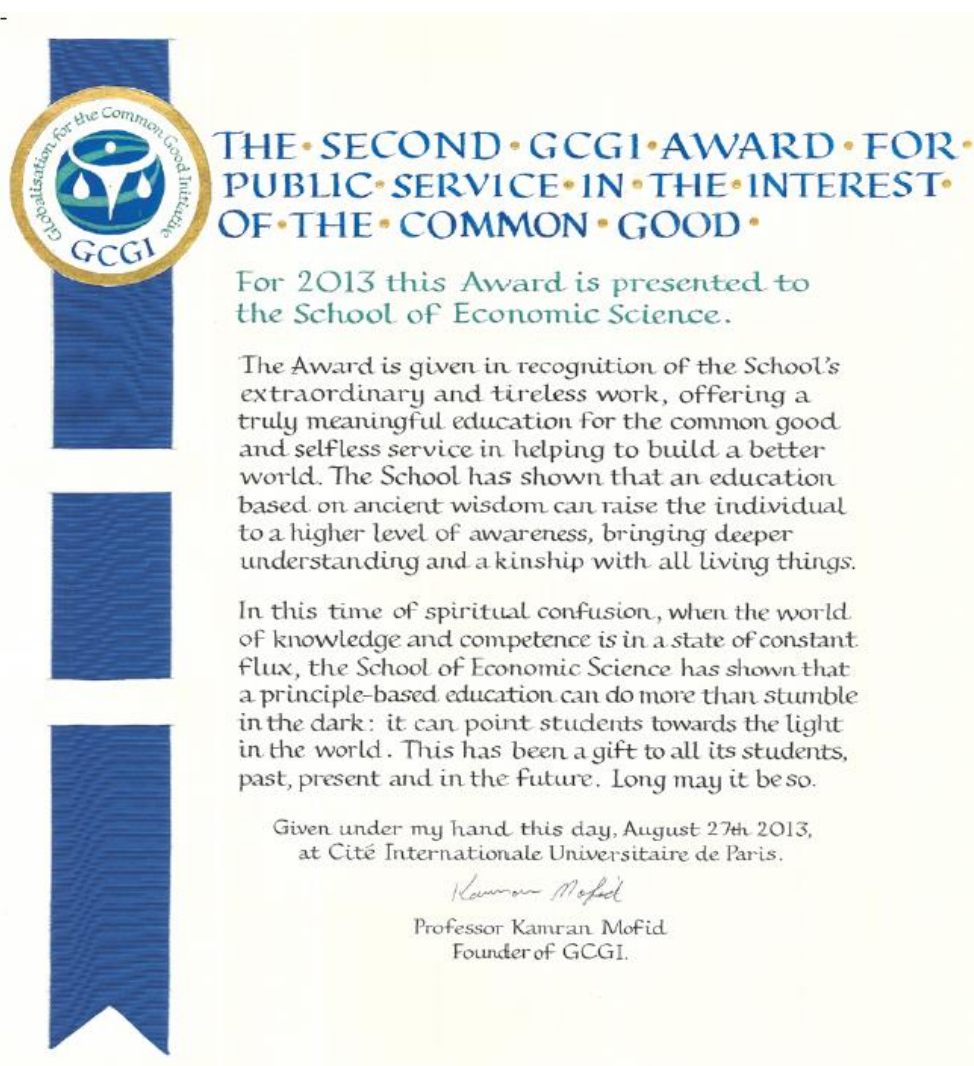 Globalisation for the Common Good Initiative
GCGI
THE·SECOND·GCGI·AWARD·FOR·
PUBLIC·SERVICE·IN·THE·INTEREST·
OF·THE·COMMON·GOOD·
For 2013 this Award is presented to
the School of Economic Science.
The Award is given in recognition of the School's
extraordinary and tireless work, offering a
truly meaningful education for the common good
and selfless service in helping to build a better
world. The School has shown that an education
based on ancient wisdom can raise the individual
to a higher level of awareness, bringing deeper
understanding and a kinship with all living things.
In this time of spiritual confusion, when the world
of knowledge and competence is in a state of constant
flux, the School of Economic Science has shown that
a principle-based education can do more than stumble
in the dark: it can point students towards the light
in the world. This has been a gift to all its students,
past, present and in the future. Long may it be so.
Given under my hand this day, August 27th 2013,
at Cité Internationale Universitaire de Paris.
Kamran Mofid
Professor Kamran Mofid
Founder of GCGI.